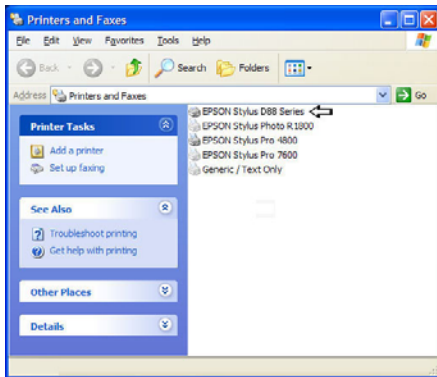 Printers and Faxes
File Edit View Favorites Tools Help
Back Search Folders
Address Printers and Faxes Go
Printer Tasks
Add a printer
Set up faxing
See Also
Troubleshoot printing
Get help with printing
Other Places
Details
EPSON Stylus D88 Series
EPSON Stylus Photo R1800
EPSON Stylus Pro 4800
EPSON Stylus Pro 7600
Generic / Text Only